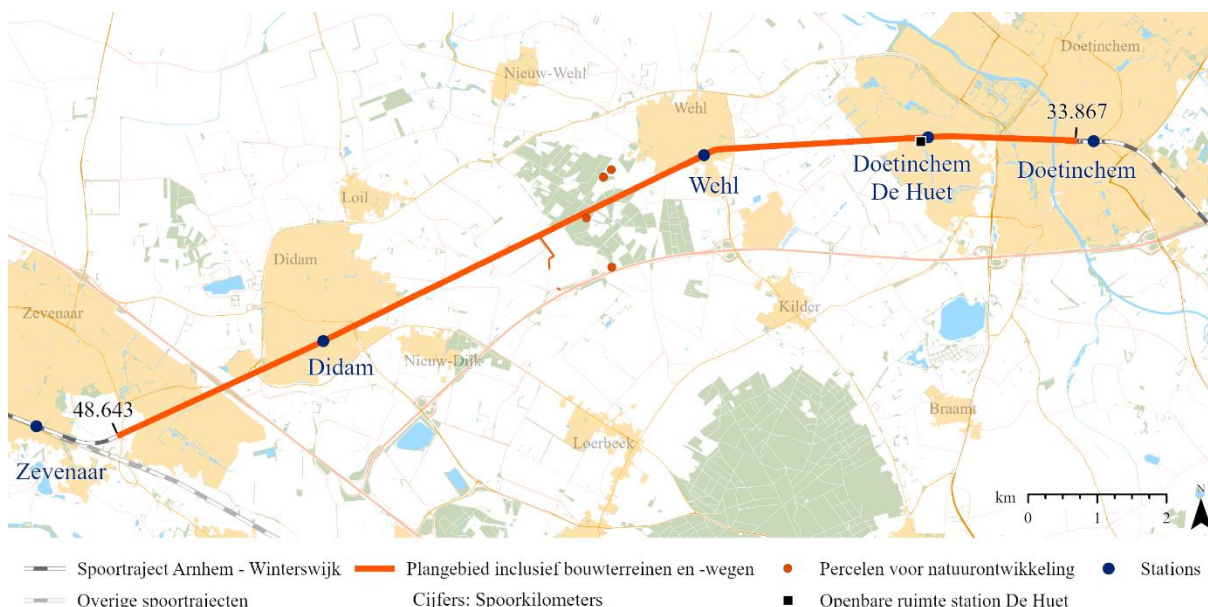 Doetinchem
Nieuw-Wehl
Wehl
33.867
Wehl
Doetinchem
De Huet
Doetinchem
Loil
Didam
Zevenaar
Kilder
Didam
Nieuw-Dijk
48.643
Braamt
Loerbeek
Zevenaar
km
0 1 2
N
Spoortraject Arnhem - Winterswijk Plangebied inclusief bouwterreinen en -wegen Percelen voor natuurontwikkeling Stations
Overige spoortrajecten Cijfers: Spoorkilometers Openbare ruimte station De Huet